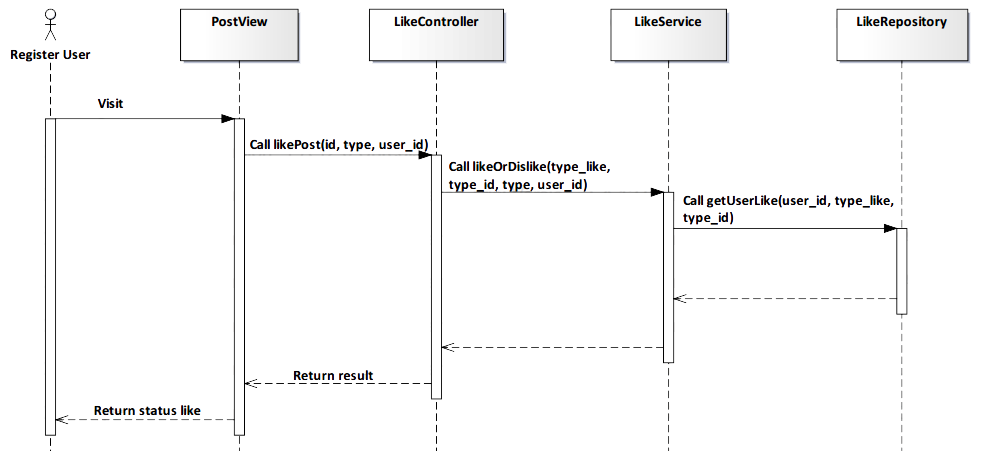 PostView
LikeController
LikeService
LikeRepository
Register User
Visit
Call likePost(id, type, user_id)
Call likeOrDislike(type_like,
type_id, type, user_id)
Call getUserLike(user_id, type_like,
type_id)
Return result
Return status like